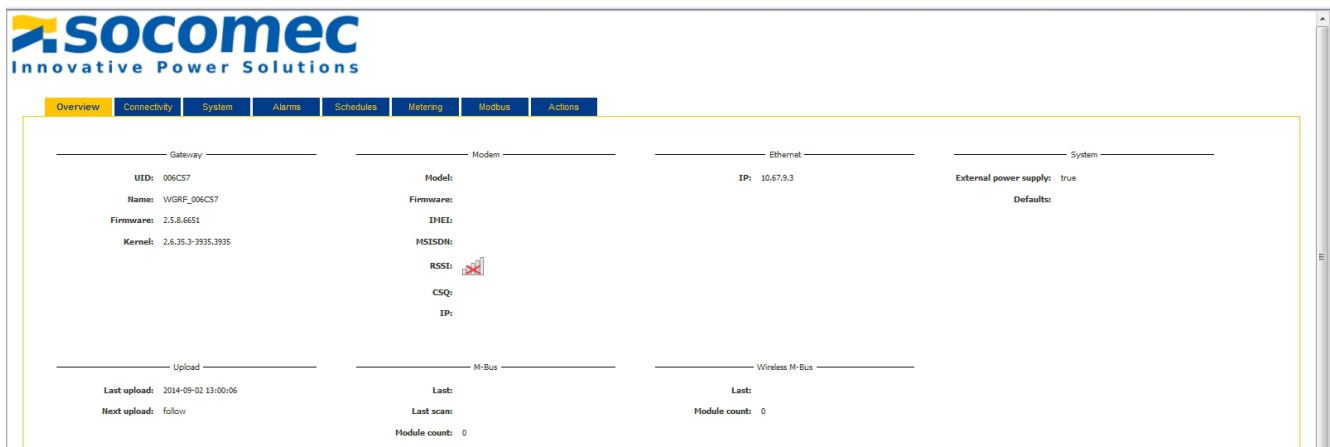 socomec
Innovative Power Solutions
Overview Connectivity System Alarms Schedules Metering Modbus Actions
Gateway
UID: 006C57
Name: WGRF_006C57
Firmware: 2.5.8.6651
Kernel: 2.6.35.3-3935.3935
Modem
Model:
Firmware:
IMEI:
MSISDN:
RSSI:
CSQ:
IP:
Ethernet
IP: 10.67.9.3
System
External power supply: true
Defaults:
Upload
Last upload: 2014-09-02 13:00:06
Next upload: follow
M-Bus
Last:
Last scan:
Module count: 0
Wireless M-Bus
Last:
Module count: 0